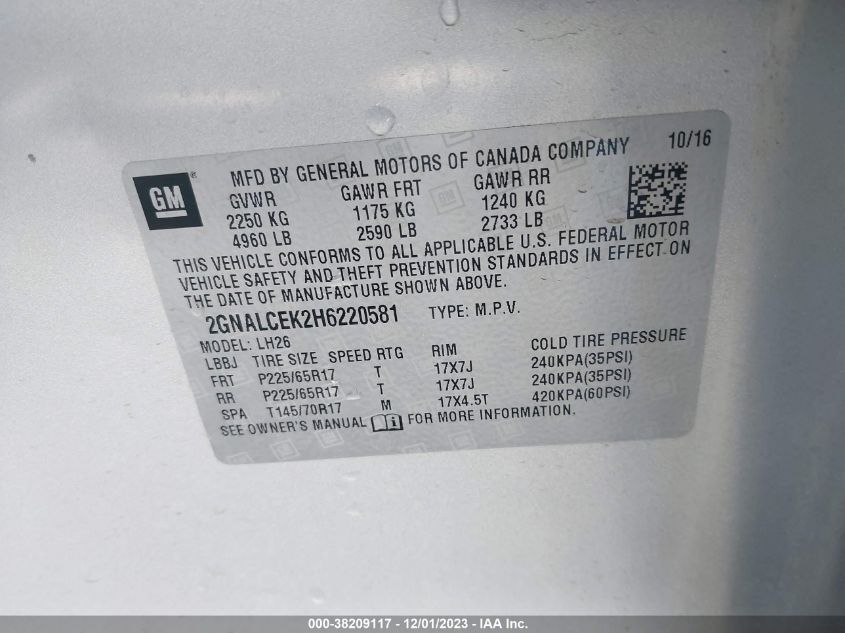 GM
MFD BY GENERAL MOTORS OF CANADA COMPANY 10/16
GVWR GAWR FRT GAWR RR
2250 KG 1175 KG 1240 KG
4960 LB 2590 LB 2733 LB
THIS VEHICLE CONFORMS TO ALL APPLICABLE U.S. FEDERAL MOTOR
VEHICLE SAFETY AND THEFT PREVENTION STANDARDS IN EFFECT ON
THE DATE OF MANUFACTURE SHOWN ABOVE.
2GNALCEK2H6220581 TYPE: M.P.V.
MODEL: LH26
LBBJ TIRE SIZE SPEED RTG RIM COLD TIRE PRESSURE
FRT P225/65R17 T 17X7J 240KPA(35PSI)
RR P225/65R17 T 17X7J 240KPA(35PSI)
SPA T145/70R17 M 17X4.5T 420KPA(60PSI)
SEE OWNER'S MANUAL FOR MORE INFORMATION.
000-38209117 - 12/01/2023 - IAA Inc.